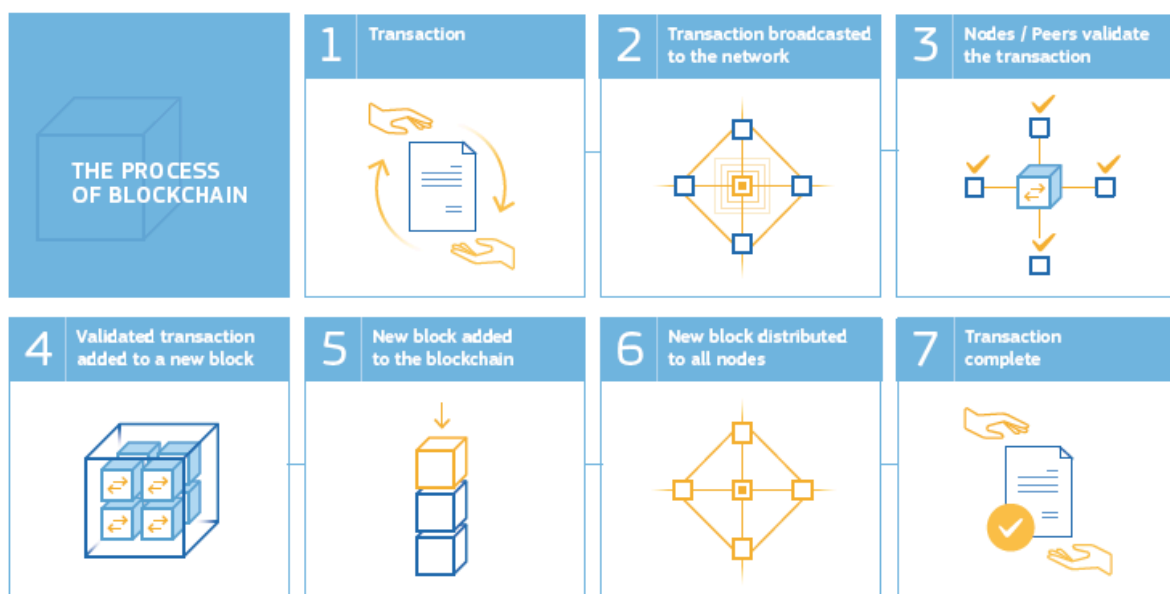 THE PROCESS
OF BLOCKCHAIN
1
Transaction
2
Transaction broadcasted
to the network
3
Nodes / Peers validate
the transaction
4
Validated transaction
added to a new block
5
New block added
to the blockchain
6
New block distributed
to all nodes
7
Transaction
complete